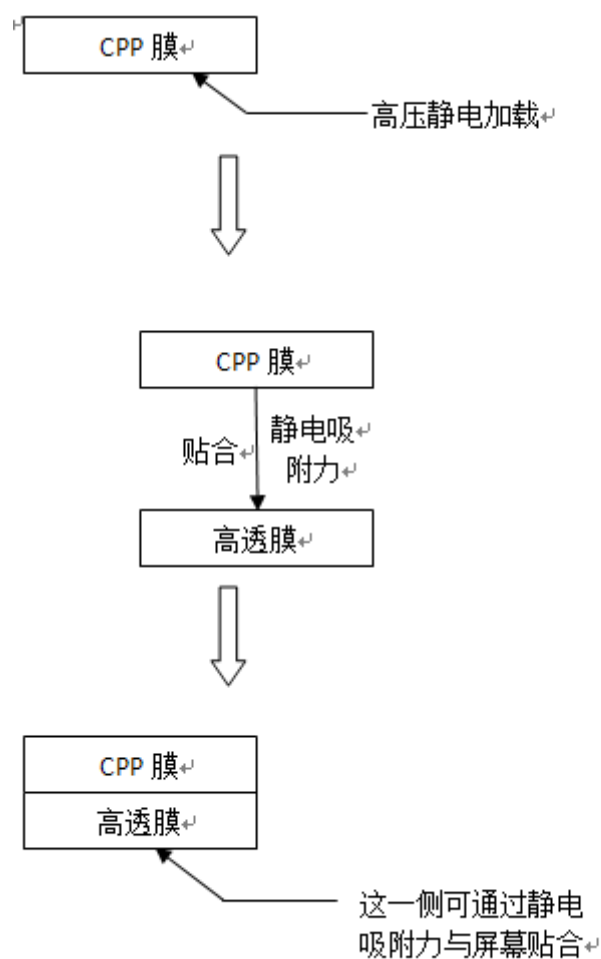 CPP 膜
高压静电加载
CPP 膜
贴合
静电吸
附力
高透膜
CPP 膜
高透膜
这一侧可通过静电
吸附力与屏幕贴合